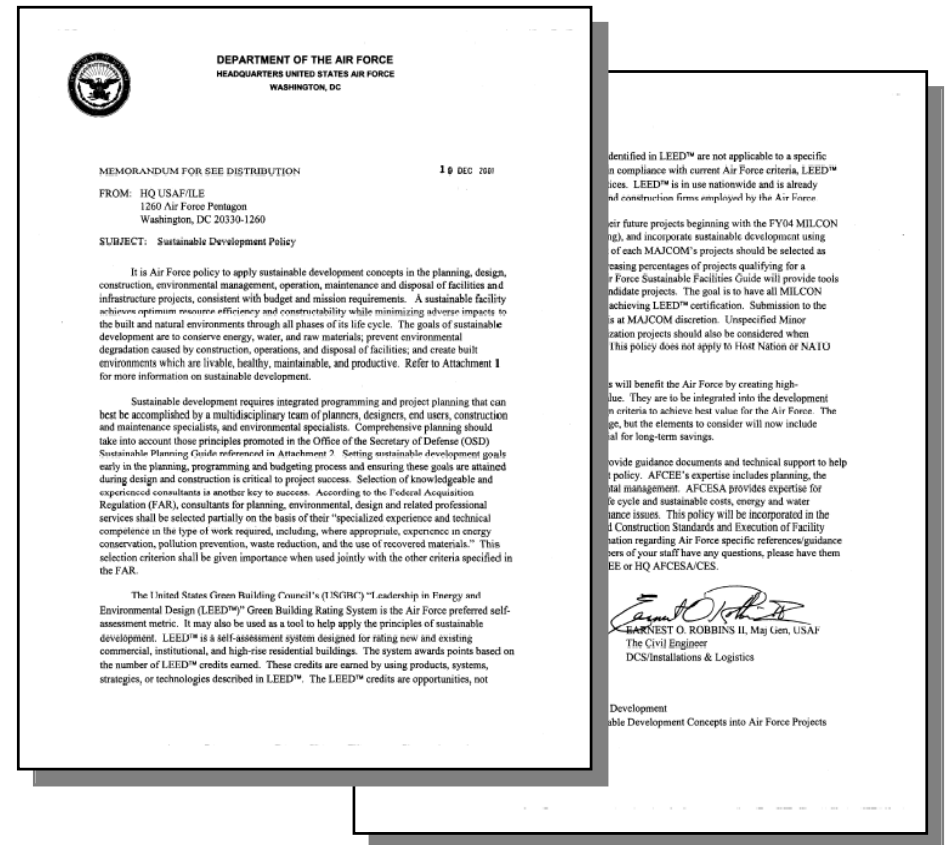 DEPARTMENT OF THE AIR FORCE
HEADQUARTERS UNITED STATES AIR FORCE
WASHINGTON, DC
MEMORANDUM FOR SEE DISTRIBUTION
10 DEC 2001
FROM: HQ USAF/ILE
1260 Air Force Pentagon
Washington, DC 20330-1260
SUBJECT: Sustainable Development Policy
It is Air Force policy to apply sustainable development concepts in the planning, design,
construction, environmental management, operation, maintenance and disposal of facilities and
infrastructure projects, consistent with budget and mission requirements. A sustainable facility
achieves optimum resource efficiency and constructability while minimizing adverse impacts to
the built and natural environments through all phases of its life cycle. The goals of sustainable
development are to conserve energy, water, and raw materials; prevent environmental
degradation caused by construction, operations, and disposal of facilities; and create built
environments which are livable, healthy, maintainable, and productive. Refer to Attachment 1
for more information on sustainable development.
Sustainable development requires integrated programming and project planning that can
best be accomplished by a multidisciplinary team of planners, designers, end users, construction
and maintenance specialists, and environmental specialists. Comprehensive planning should
take into account those principles promoted in the Office of the Secretary of Defense (OSD)
Sustainable Planning Guide referenced in Attachment 2. Setting sustainable development goals
early in the planning, programming and budgeting process and ensuring these goals are attained
during design and construction is critical to project success. Selection of knowledgeable and
experienced consultants is another key to success. According to the Federal Acquisition
Regulation (FAR), consultants for planning, environmental, design and related professional
services shall be selected partially on the basis of their "specialized experience and technical
competence in the type of work required, including, where appropriate, experience in energy
conservation, pollution prevention, waste reduction, and the use of recovered materials." This
selection criterion shall be given importance when used jointly with the other criteria specified in
the FAR.
The United States Green Building Council's (USGBC) "Leadership in Energy and
Environmental Design (LEED™)" Green Building Rating System is the Air Force preferred self-
assessment metric. It may also be used as a tool to help apply the principles of sustainable
development. LEED™ is a self-assessment system designed for rating new and existing
commercial, institutional, and high-rise residential buildings. The system awards points based on
the number of LEED™ credits earned. These credits are earned by using products, systems,
strategies, or technologies described in LEED™. The LEED™ credits are opportunities, not
dentified in LEED™ are not applicable to a specific
n compliance with current Air Force criteria, LEED™
ices. LEED™ is in use nationwide and is already
nd construction firms employed by the Air Force
eir future projects beginning with the FY04 MILCON
ng), and incorporate sustainable development using
of each MAJCOM's projects should be selected as
easing percentages of projects qualifying for a
r Force Sustainable Facilities Guide will provide tools
ndidate projects. The goal is to have all MILCON
achieving LEED™ certification. Submission to the
is at MAJCOM discretion. Unspecified Minor
ization projects should also be considered when
This policy does not apply to Host Nation or NATO
s will benefit the Air Force by creating high-
lue. They are to be integrated into the development
n criteria to achieve best value for the Air Force. The
ge, but the elements to consider will now include
ial for long-term savings.
rovide guidance documents and technical support to help
t policy. AFCEE's expertise includes planning, the
ntal management. AFCESA provides expertise for
fe cycle and sustainable costs, energy and water
nance issues. This policy will be incorporated in the
d Construction Standards and Execution of Facility
nation regarding Air Force specific references/guidance
bers of your staff have any questions, please have them
EE or HQ AFCESA/CES.
EARNEST O. ROBBINS II, Maj Gen, USAF
The Civil Engineer
DCS/Installations & Logistics
Development
able Development Concepts into Air Force Projects